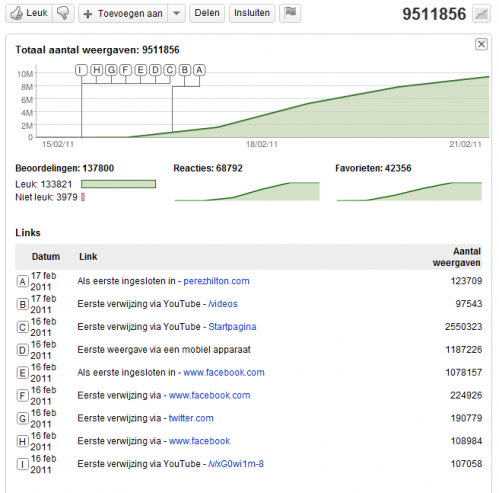 Leuk Toevoegen aan Delen Insluiten 9511856
Totaal aantal weergaven: 9511856
I H G F E D C B A
10M
8M
6M
4M
2M
0
15/02/11 18/02/11 21/02/11
Beoordelingen: 137800 Reacties: 68792 Favorieten: 42356
Leuk: 133821
Niet leuk: 3979
Links
Datum Link Aantal weergaven
A 17 feb 2011 Als eerste ingesloten in - perezhilton.com 123709
B 17 feb 2011 Eerste verwijzing via YouTube - /videos 97543
C 16 feb 2011 Eerste verwijzing via YouTube - Startpagina 2550323
D 16 feb 2011 Eerste weergave via een mobiel apparaat 1187226
E 16 feb 2011 Als eerste ingesloten in - www.facebook.com 1078157
F 16 feb 2011 Eerste verwijzing via - www.facebook.com 224926
G 16 feb 2011 Eerste verwijzing via - twitter.com 190779
H 16 feb 2011 Eerste verwijzing via - www.facebook 108984
I 16 feb 2011 Eerste verwijzing via YouTube - /v/xG0wi1m-8 107058